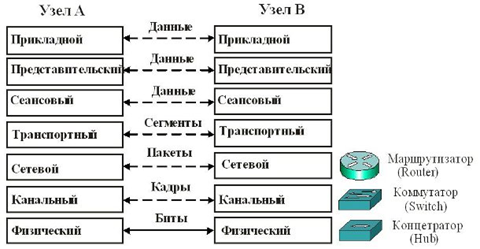 Узел А Узел В
Данные
Прикладной Прикладной
Данные
Представительский Представительский
Данные
Сеансовый Сеансовый
Сегменты
Транспортный Транспортный
Пакеты
Сетевой Сетевой
Маршрутизатор
(Router)
Кадры
Канальный Канальный
Коммутатор
(Switch)
Биты
Физический Физический
Концетратор
(Hub)